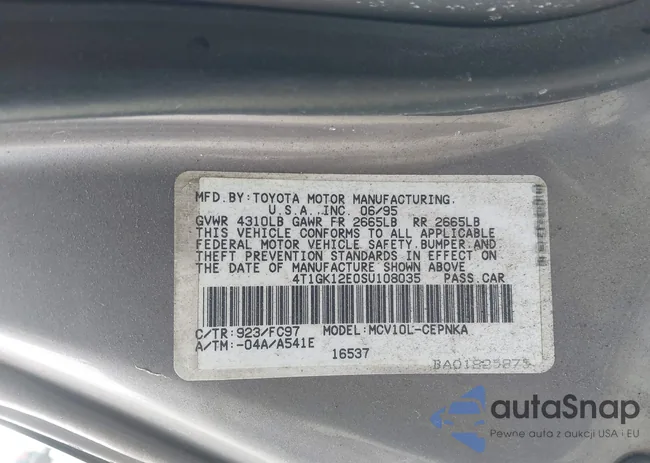 MFD.BY:TOYOTA MOTOR MANUFACTURING.
U.S.A.,INC. 06/95
GVWR 4310LB GAWR FR 2665LB RR 2665LB
THIS VEHICLE CONFORMS TO ALL APPLICABLE
FEDERAL MOTOR VEHICLE SAFETY,BUMPER,AND
THEFT PREVENTION STANDARDS IN EFFECT ON
THE DATE OF MANUFACTURE SHOWN ABOVE
4T1GK12E0SU108035 PASS.CAR
C/TR:923/FC97 MODEL:MCV10L-CEPNKA
A/TM:-04A/A541E
16537
BA01825873
autaSnap
Pewne auta z aukcji USA i EU